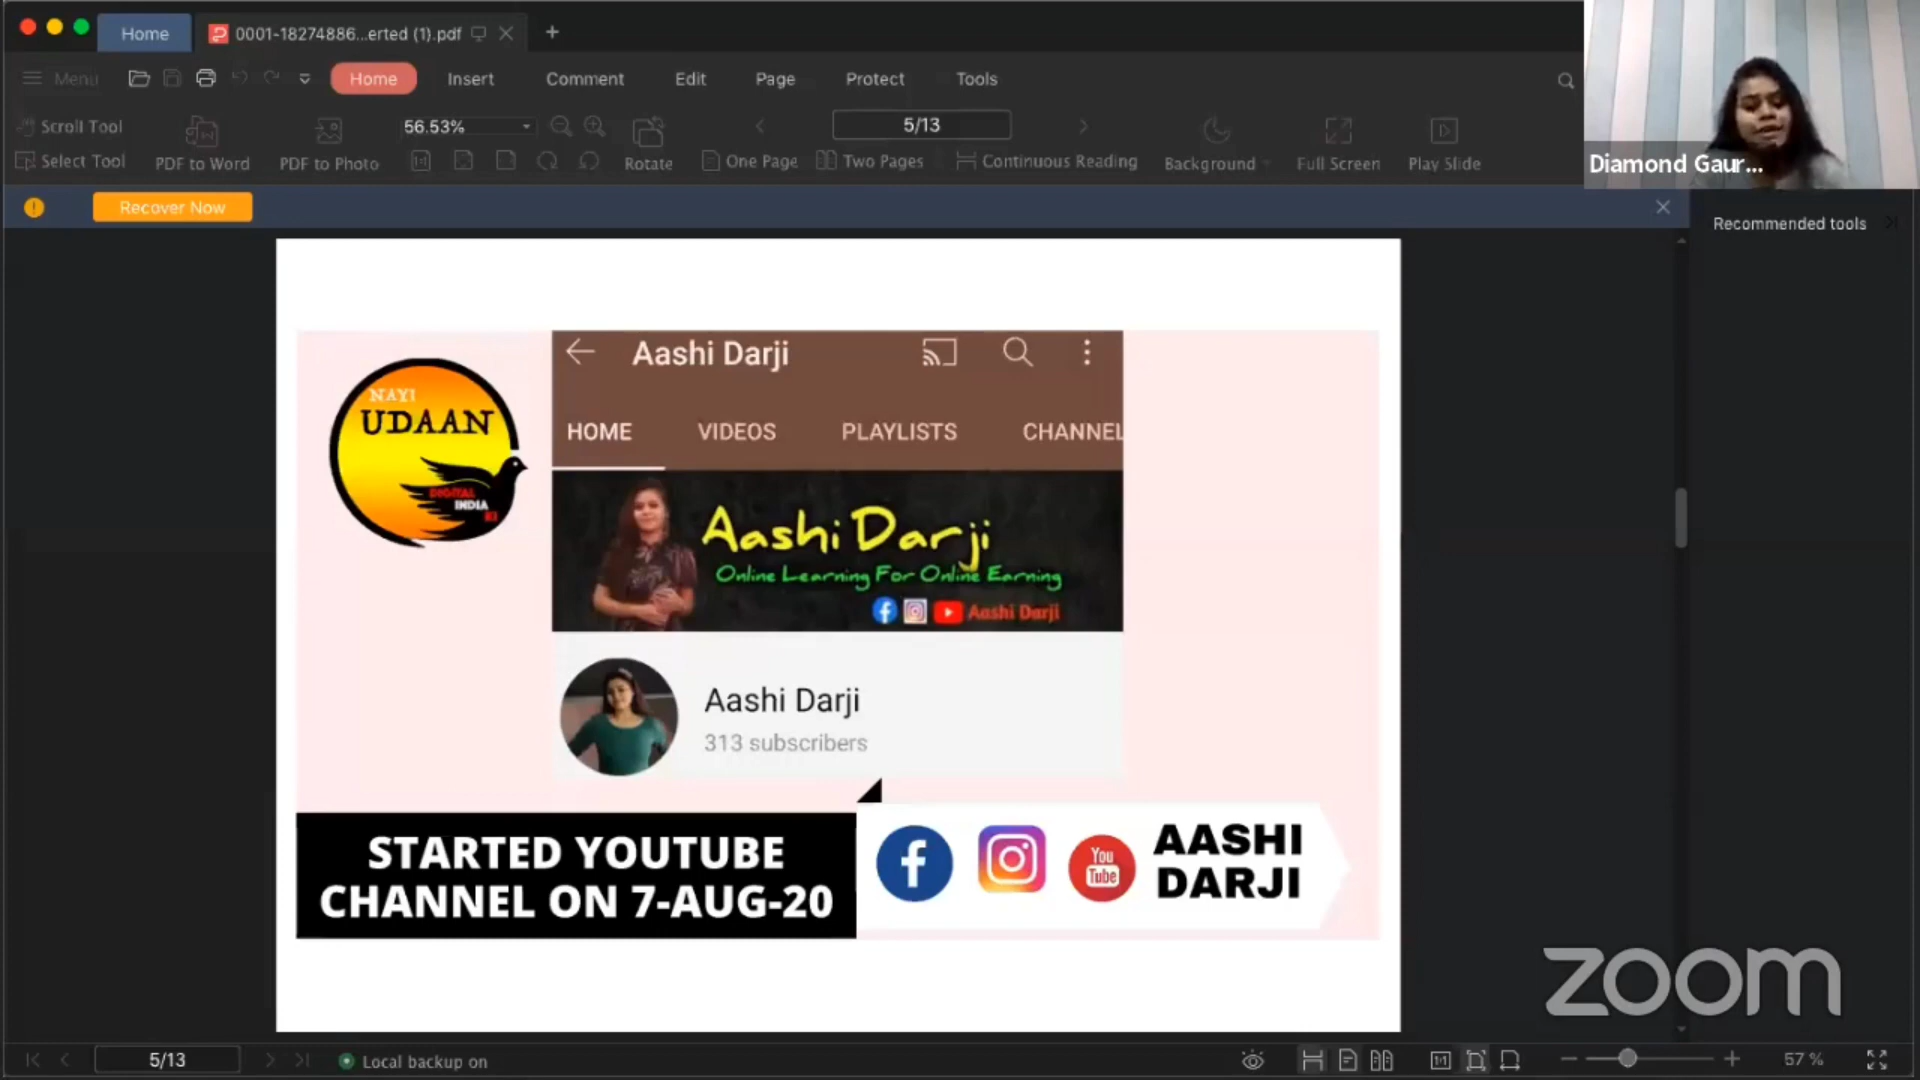 Home
0001-18274886...erted (1).pdf
Menu
Home
Insert
Comment
Edit
Page
Protect
Tools
Scroll Tool
Select Tool
PDF to Word
PDF to Photo
56.53%
Rotate
5/13
One Page
Two Pages
Continuous Reading
Background
Full Screen
Play Slide
Diamond Gaur...
Recover Now
Recommended tools
NAYI
UDAAN
DIGITAL
INDIA
KI
Aashi Darji
HOME
VIDEOS
PLAYLISTS
CHANNEL
Aashi Darji
Online Learning For Online Earning
Aashi Darji
Aashi Darji
313 subscribers
STARTED YOUTUBE
CHANNEL ON 7-AUG-20
You
Tube
AASHI
DARJI
zoom
5/13
Local backup on
57 %